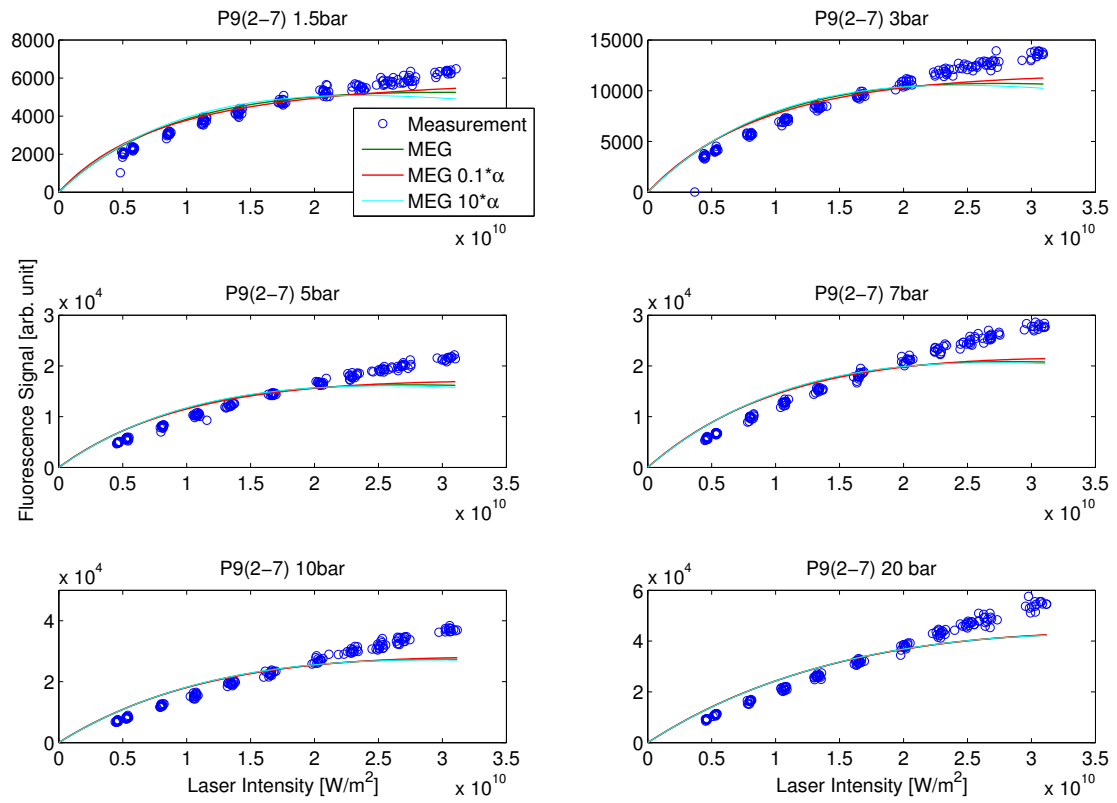 P9(2−7) 1.5bar
8000
6000
4000
2000
0
0 0.5 1 1.5 2 2.5 3 3.5
x 10^10
Measurement
MEG
MEG 0.1*α
MEG 10*α
P9(2−7) 3bar
15000
10000
5000
0
0 0.5 1 1.5 2 2.5 3 3.5
x 10^10
Fluorescence Signal [arb. unit]
P9(2−7) 5bar
x 10^4
3
2
1
0
0 0.5 1 1.5 2 2.5 3 3.5
x 10^10
P9(2−7) 7bar
x 10^4
3
2
1
0
0 0.5 1 1.5 2 2.5 3 3.5
x 10^10
P9(2−7) 10bar
x 10^4
4
2
0
0 0.5 1 1.5 2 2.5 3 3.5
x 10^10
Laser Intensity [W/m²]
P9(2−7) 20 bar
x 10^4
6
4
2
0
0 0.5 1 1.5 2 2.5 3 3.5
x 10^10
Laser Intensity [W/m²]